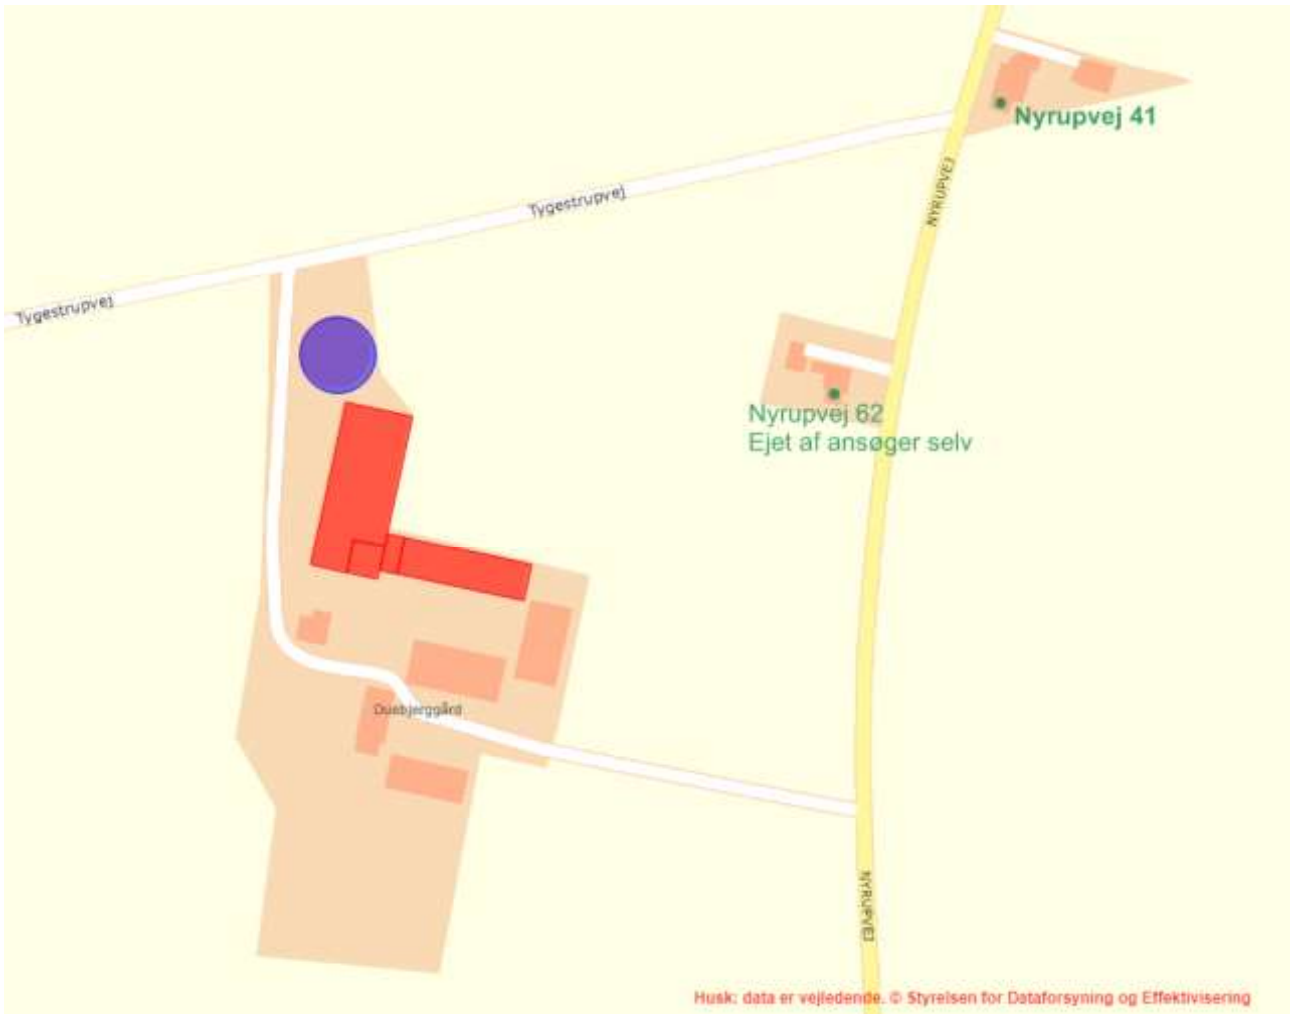 Nyrupvej 41
NYRUPVEJ
Tygestrupvej
Tygestrupvej
Nyrupvej 62
Ejet af ansøger selv
Duebjerggård
NYRUPVEJ
Husk: data er vejledende. © Styrelsen for Dataforsyning og Effektivisering